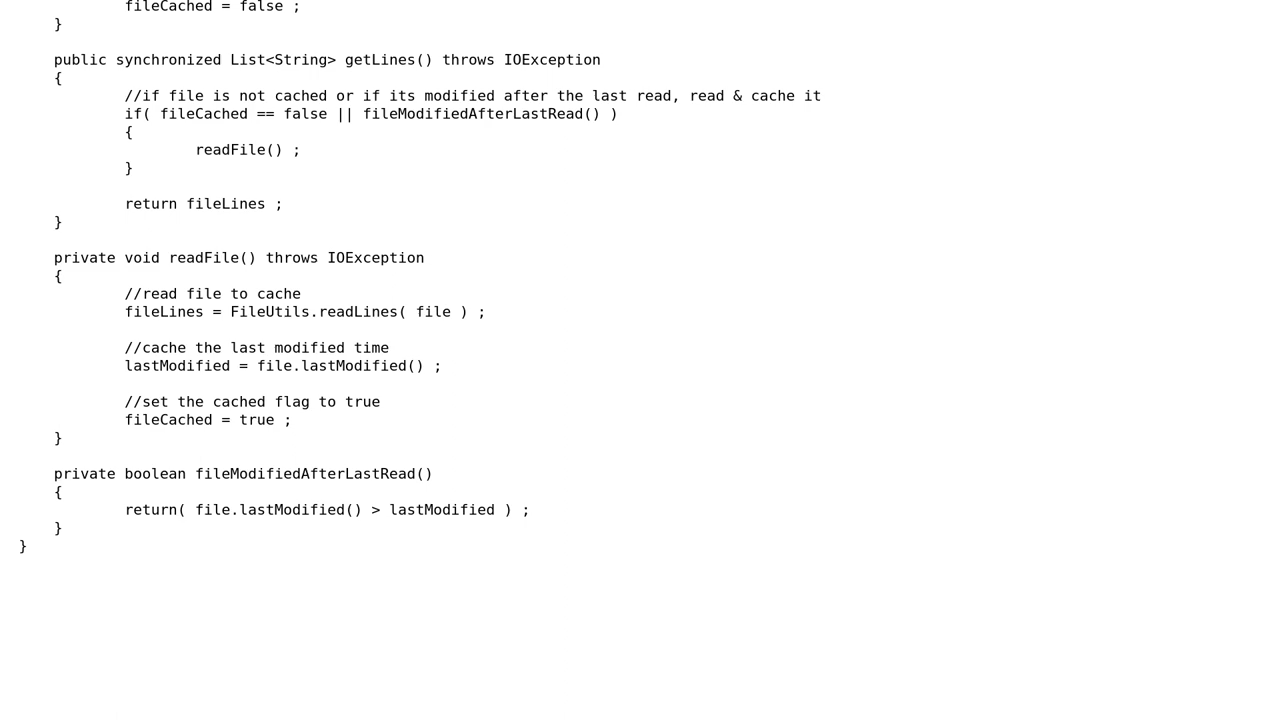 fileCached = false ;
}
public synchronized List<String> getLines() throws IOException
{
//if file is not cached or if its modified after the last read, read & cache it
if( fileCached == false || fileModifiedAfterLastRead() )
{
readFile() ;
}
return fileLines ;
}
private void readFile() throws IOException
{
//read file to cache
fileLines = FileUtils.readLines( file ) ;
//cache the last modified time
lastModified = file.lastModified() ;
//set the cached flag to true
fileCached = true ;
}
private boolean fileModifiedAfterLastRead()
{
return( file.lastModified() > lastModified ) ;
}
}